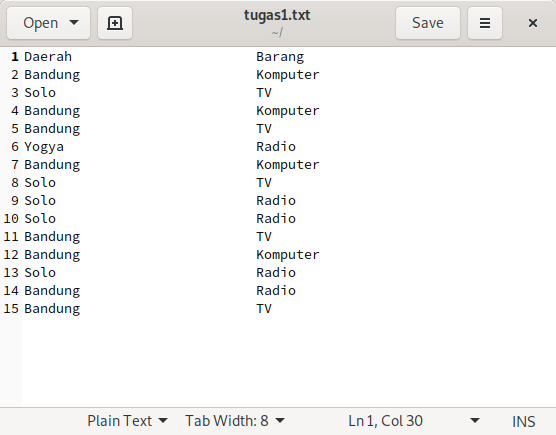 Open tugas1.txt Save
~/
1 Daerah Barang
2 Bandung Komputer
3 Solo TV
4 Bandung Komputer
5 Bandung TV
6 Yogya Radio
7 Bandung Komputer
8 Solo TV
9 Solo Radio
10 Solo Radio
11 Bandung TV
12 Bandung Komputer
13 Solo Radio
14 Bandung Radio
15 Bandung TV
Plain Text Tab Width: 8 Ln 1, Col 30 INS